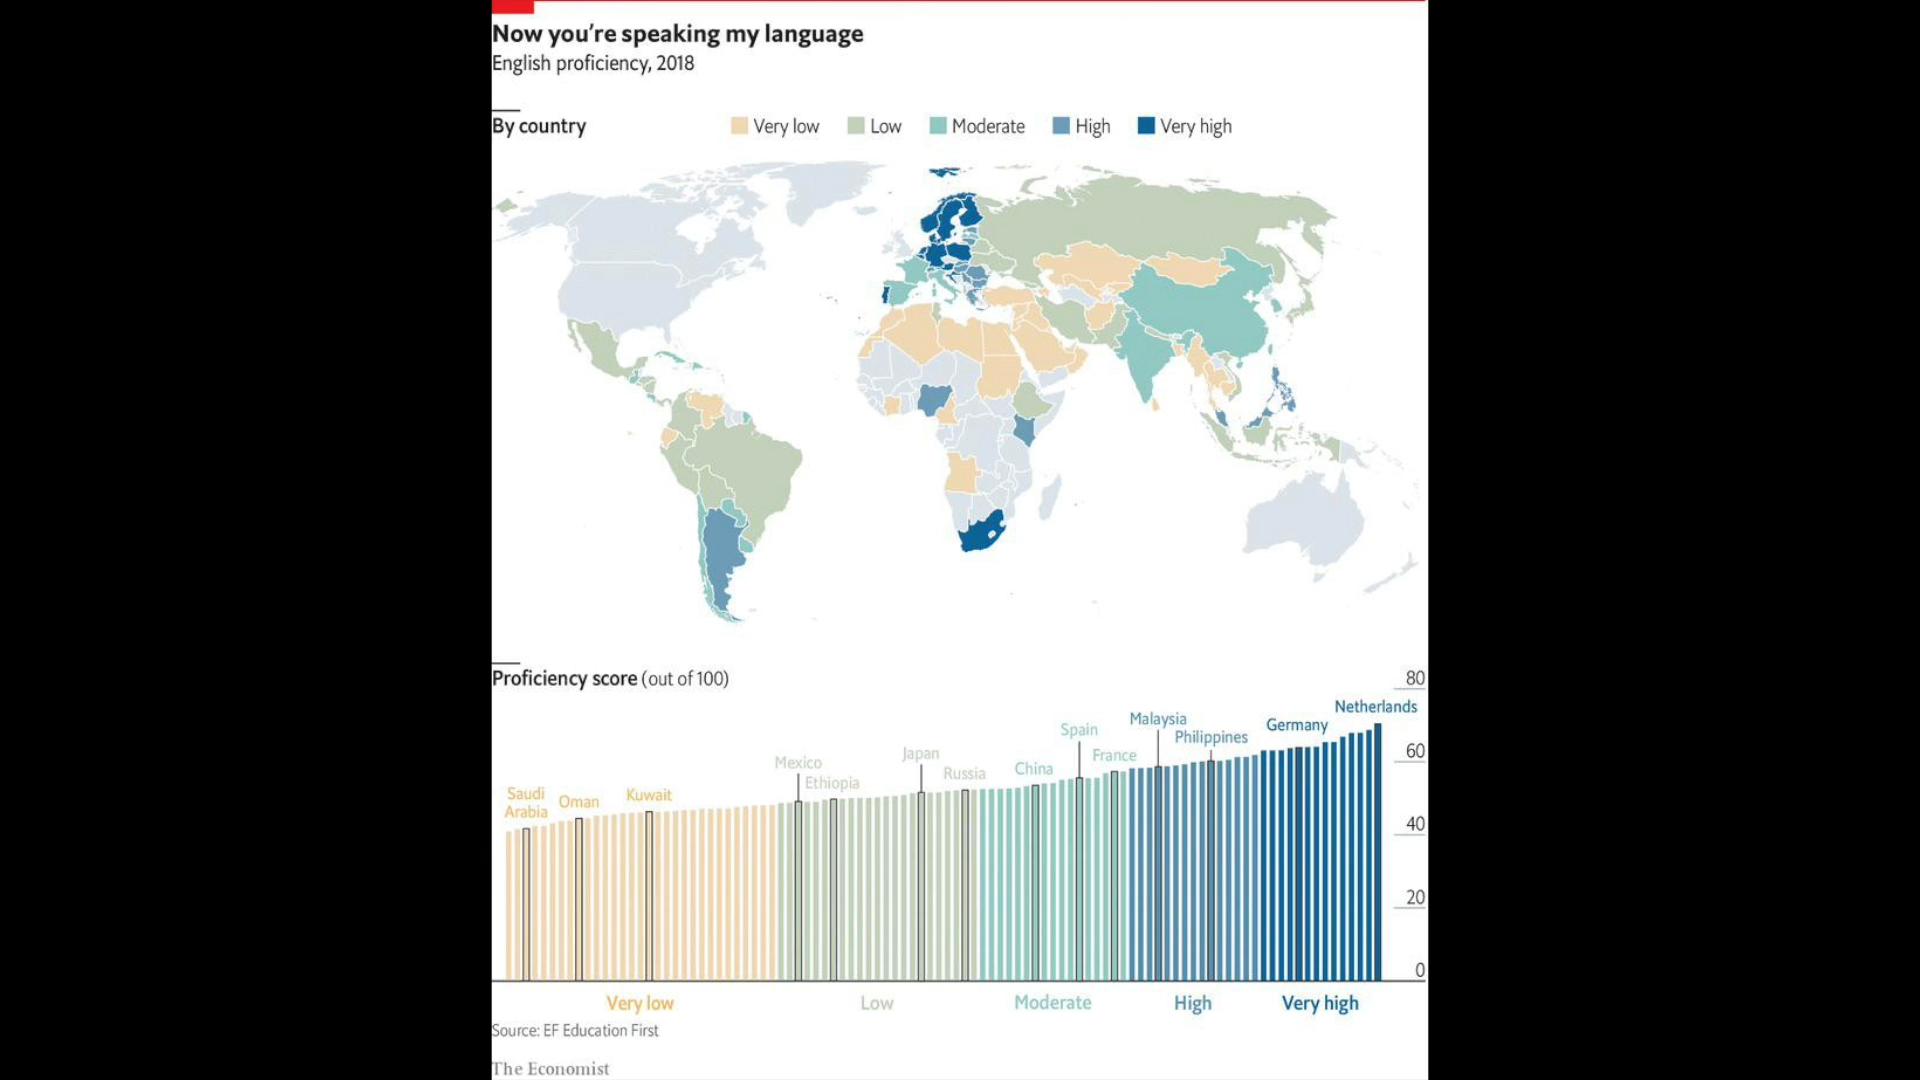 Now you're speaking my language
English proficiency, 2018
By country
Very low
Low
Moderate
High
Very high
Proficiency score (out of 100)
80
60
40
20
0
Saudi
Arabia
Oman
Kuwait
Mexico
Ethiopia
Japan
Russia
China
Spain
France
Malaysia
Philippines
Germany
Netherlands
Very low
Low
Moderate
High
Very high
Source: EF Education First
The Economist